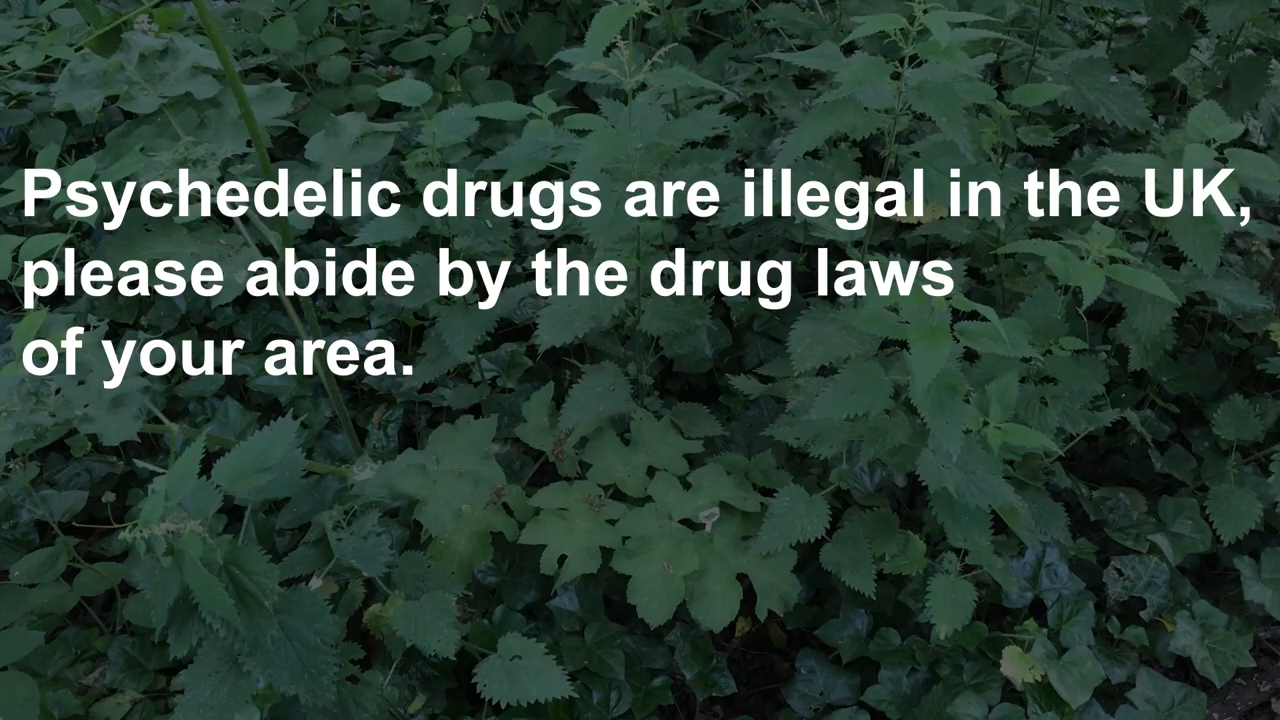 Psychedelic drugs are illegal in the UK,
please abide by the drug laws
of your area.